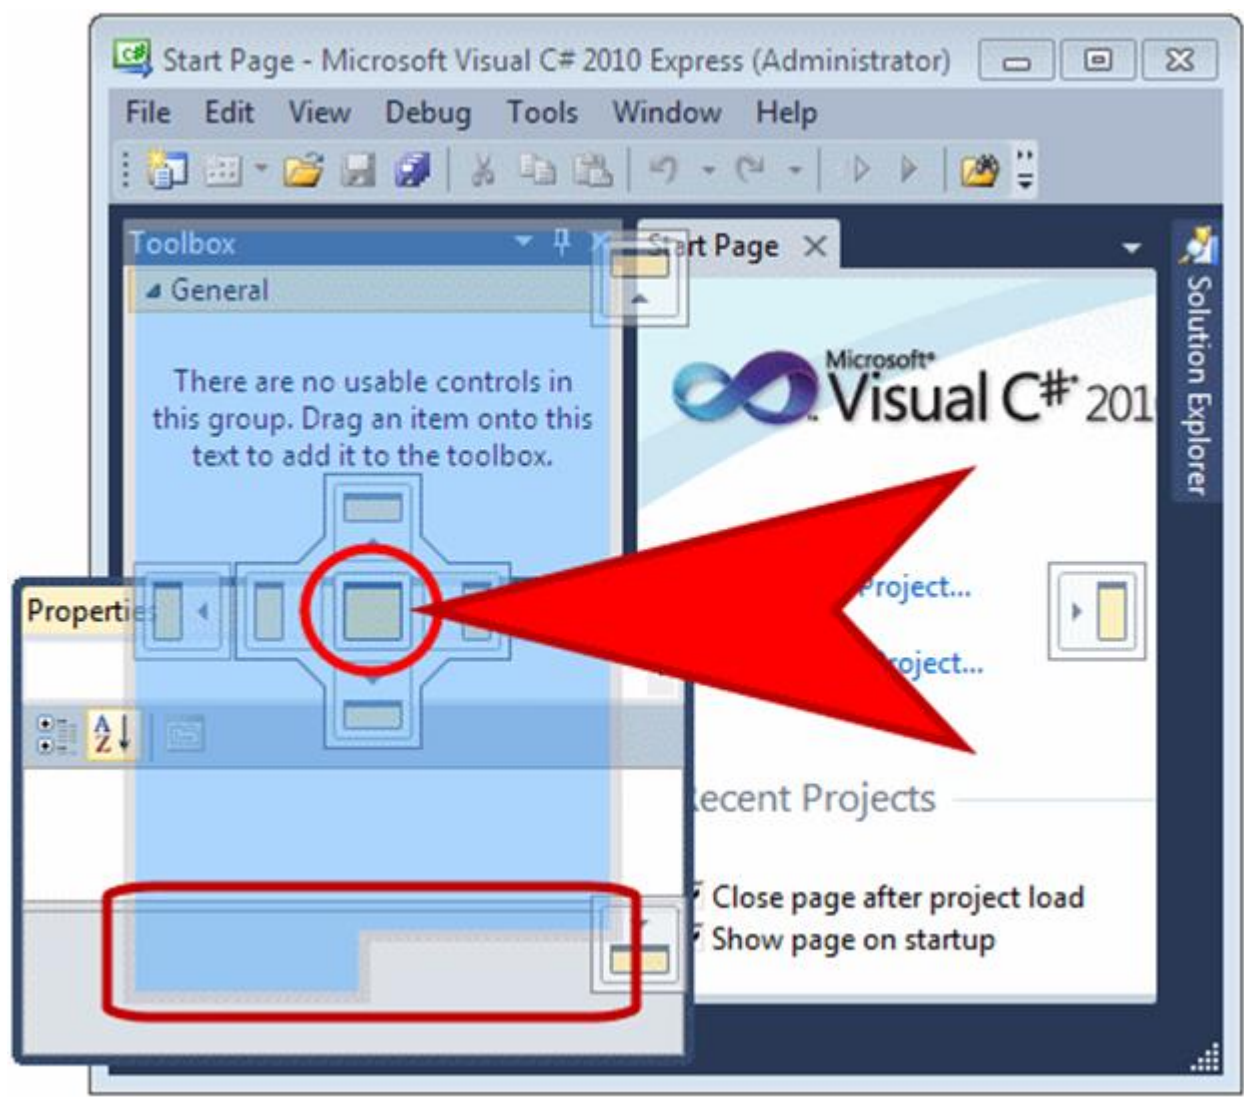 Start Page - Microsoft Visual C# 2010 Express (Administrator)
File Edit View Debug Tools Window Help
Toolbox
Start Page
General
There are no usable controls in
this group. Drag an item onto this
text to add it to the toolbox.
Microsoft®
Visual C# 201
Solution Explorer
Properties
Project...
Project...
A
Z
Recent Projects
Close page after project load
Show page on startup